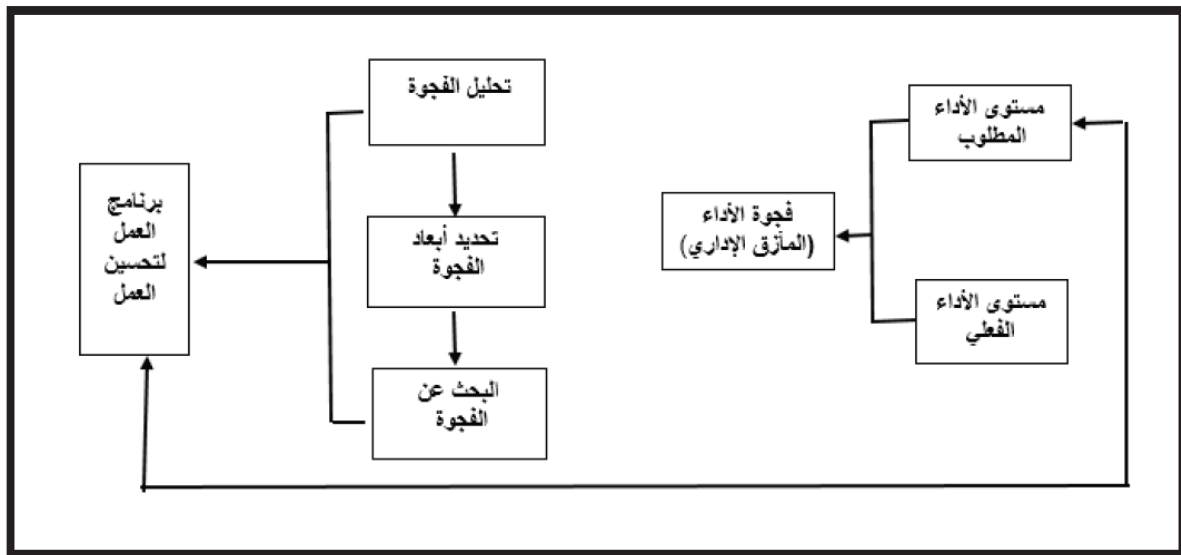 مستوى الأداء
المطلوب
مستوى الأداء
الفعلي
فجوة الأداء
(المأزق الإداري)
تحليل الفجوة
تحديد أبعاد
الفجوة
البحث عن
الفجوة
برنامج
العمل
لتحسين
العمل